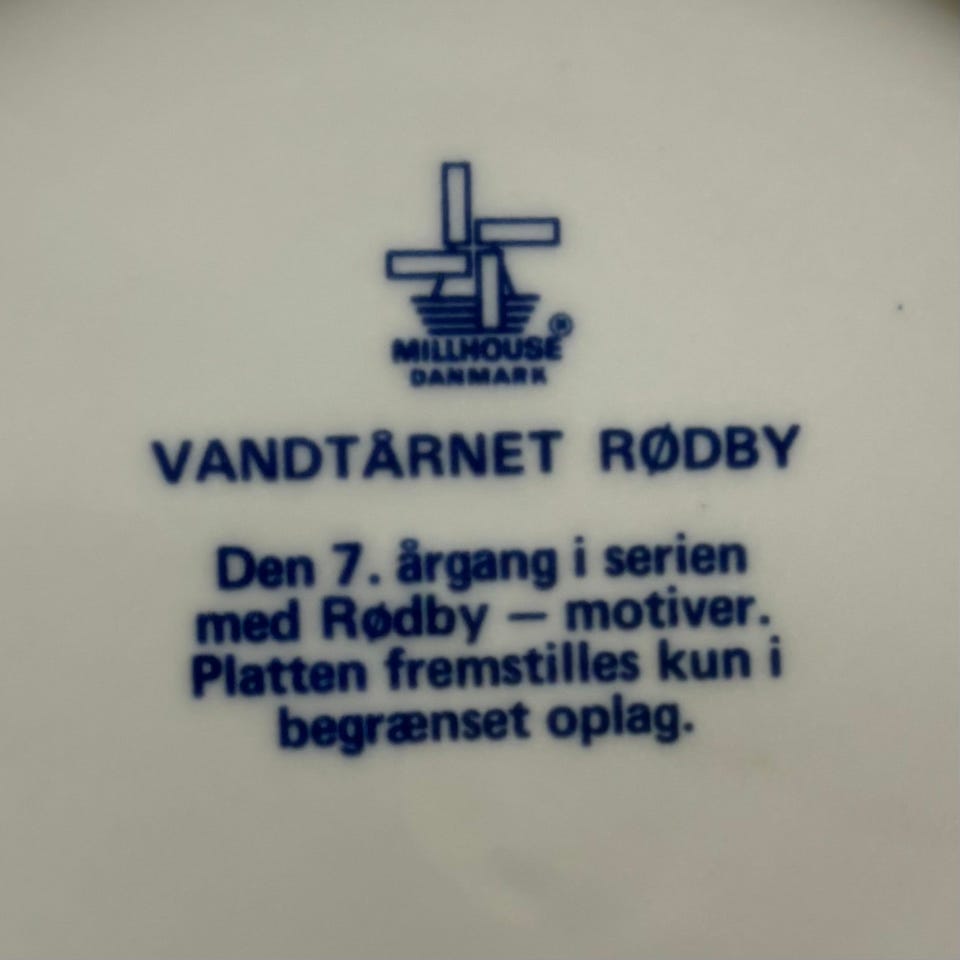 MILLHOUSE®
DANMARK
VANDTÅRNET RØDBY
Den 7. årgang i serien
med Rødby – motiver.
Platten fremstilles kun i
begrænset oplag.